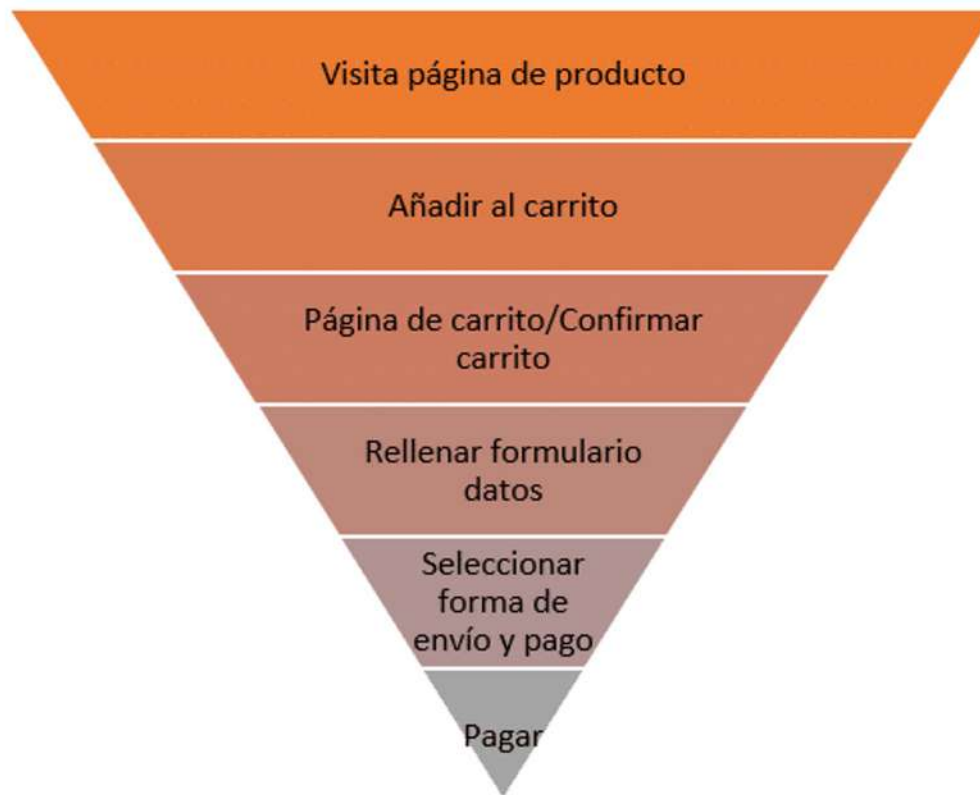 Visita página de producto
Añadir al carrito
Página de carrito/Confirmar
carrito
Rellenar formulario
datos
Seleccionar
forma de
envío y pago
Pagar